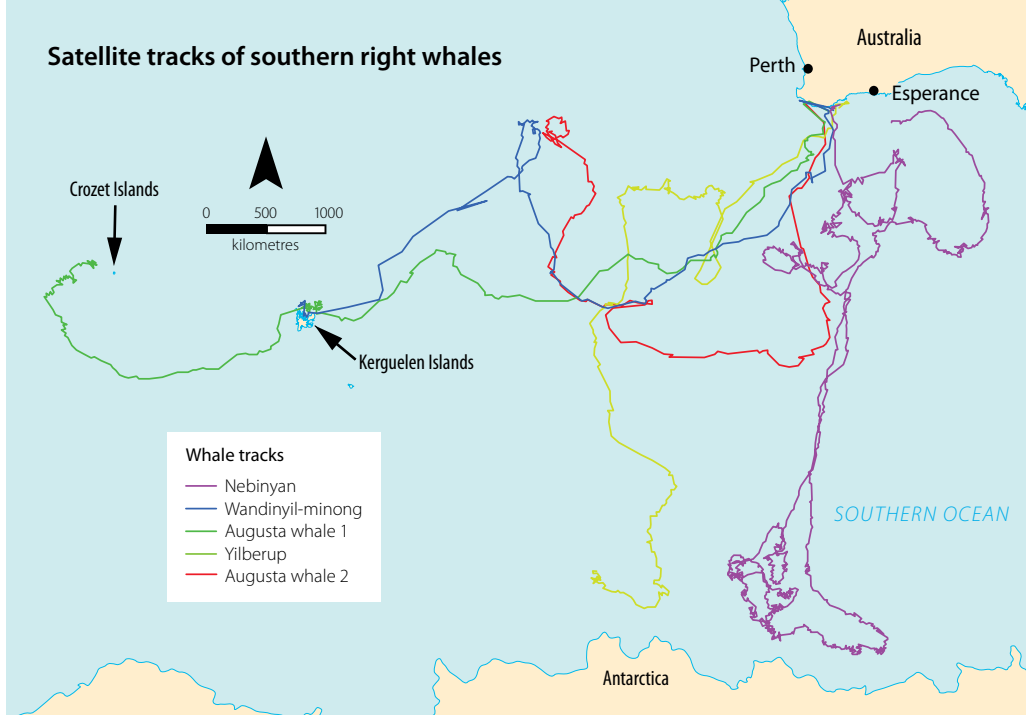 Satellite tracks of southern right whales
Australia
Perth
Esperance
Crozet Islands
0 500 1000
kilometres
Kerguelen Islands
Whale tracks
Nebinyan
Wandinyil-minong
Augusta whale 1
Yilberup
Augusta whale 2
SOUTHERN OCEAN
Antarctica